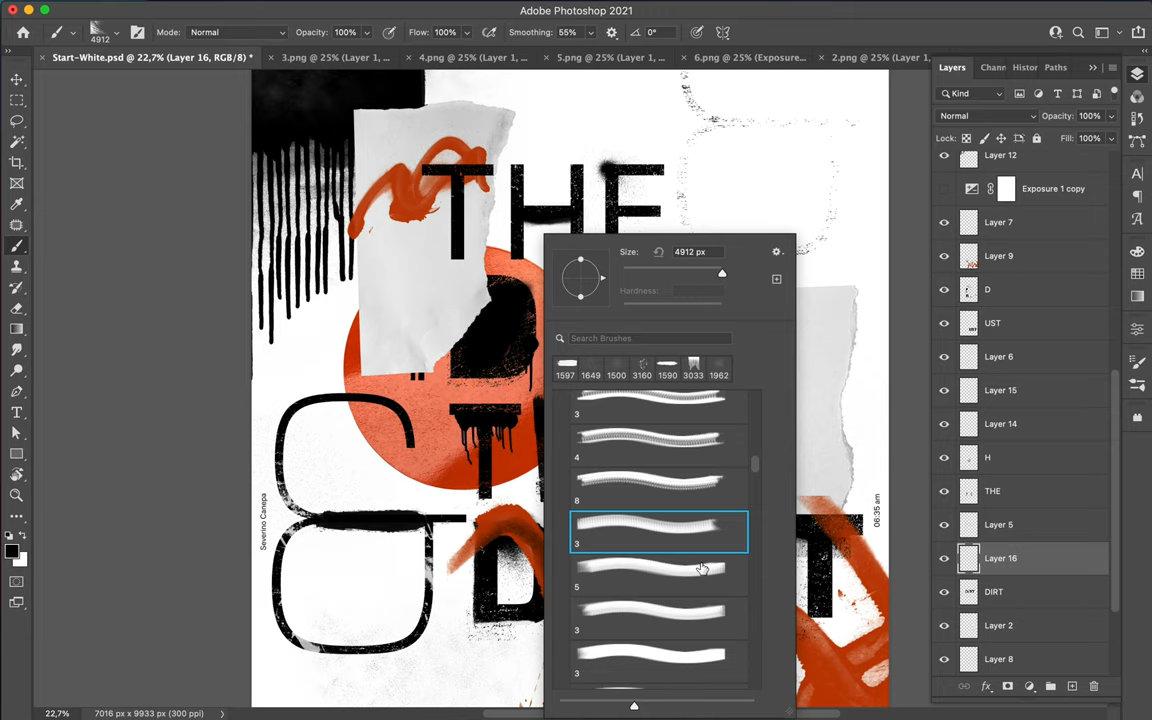 Adobe Photoshop 2021
4912
Mode: Normal
Opacity: 100%
Flow: 100%
Smoothing: 55%
0°
Start-White.psd @ 22,7% (Layer 16, RGB/8) *
3.png @ 25% (Layer 1, ...
4.png @ 25% (Layer 1, ...
5.png @ 25% (Layer 1, ...
6.png @ 25% (Exposure...
2.png @ 25% (Layer 1,
THE
Severino Canepa
06:35 am
Size:
4912 px
Hardness:
Search Brushes
1597 1649 1500 3160 1590 3033 1962
3
4
8
3
5
3
3
Layers Chann Histor Paths
Kind
Normal
Opacity: 100%
Lock:
Fill: 100%
Layer 12
Exposure 1 copy
Layer 7
Layer 9
D
UST
Layer 6
Layer 15
Layer 14
H
THE
Layer 5
Layer 16
DIRT
Layer 2
Layer 8
22,7%
7016 px x 9933 px (300 ppi)